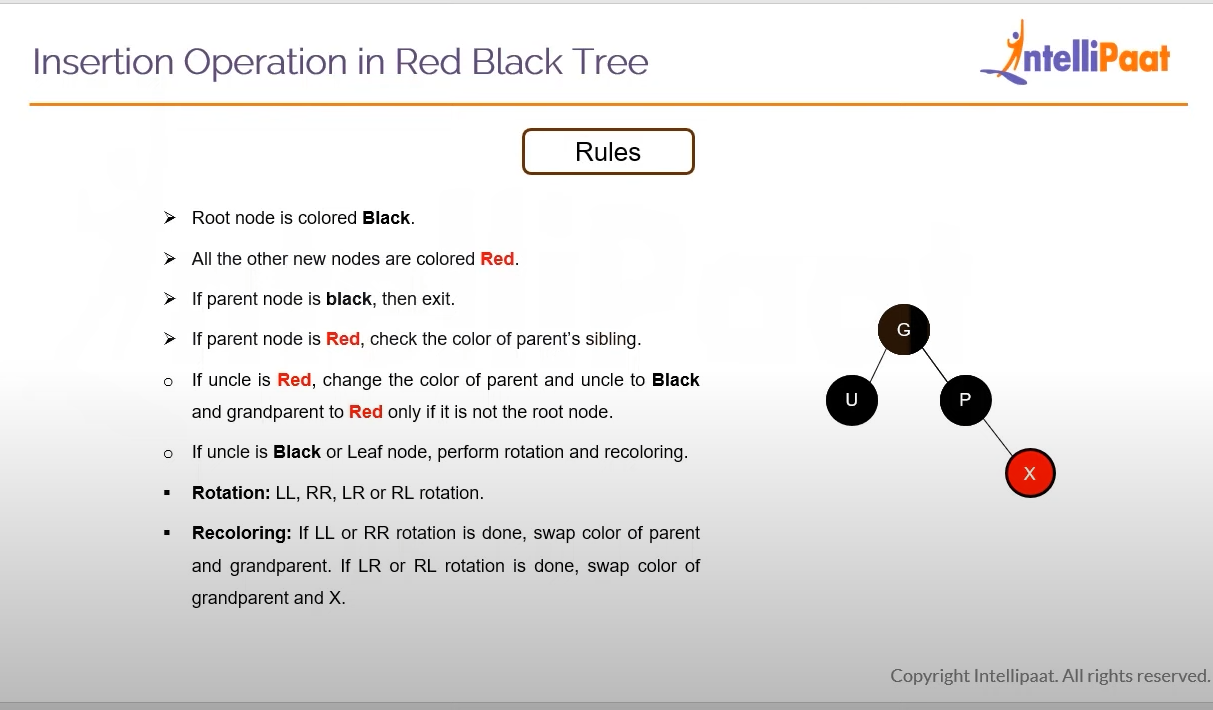 Insertion Operation in Red Black Tree
IntelliPaat
Rules
➢ Root node is colored Black.
➢ All the other new nodes are colored Red.
➢ If parent node is black, then exit.
➢ If parent node is Red, check the color of parent’s sibling.
o If uncle is Red, change the color of parent and uncle to Black
and grandparent to Red only if it is not the root node.
o If uncle is Black or Leaf node, perform rotation and recoloring.
▪ Rotation: LL, RR, LR or RL rotation.
▪ Recoloring: If LL or RR rotation is done, swap color of parent
and grandparent. If LR or RL rotation is done, swap color of
grandparent and X.
G
U
P
X
Copyright Intellipaat. All rights reserved.